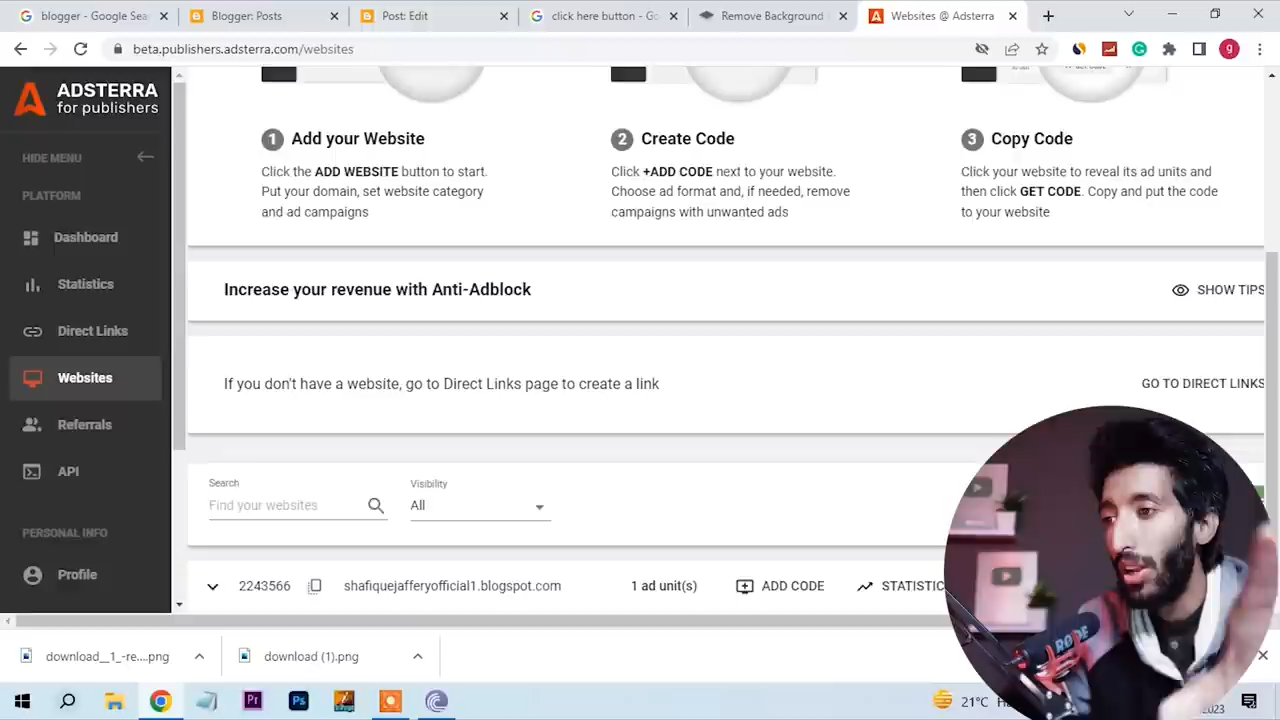 blogger - Google Sea
Blogger: Posts
Post: Edit
click here button - Go
Remove Background
Websites @ Adsterra
beta.publishers.adsterra.com/websites
g
ADSTERRA
for publishers
HIDE MENU
PLATFORM
Dashboard
Statistics
Direct Links
Websites
Referrals
API
PERSONAL INFO
Profile
1 Add your Website
Click the ADD WEBSITE button to start.
Put your domain, set website category
and ad campaigns
2 Create Code
Click +ADD CODE next to your website.
Choose ad format and, if needed, remove
campaigns with unwanted ads
3 Copy Code
Click your website to reveal its ad units and
then click GET CODE. Copy and put the code
to your website
Increase your revenue with Anti-Adblock
SHOW TIPS
If you don't have a website, go to Direct Links page to create a link
GO TO DIRECT LINKS
Search
Find your websites
Visibility
All
2243566
shafiquejafferyofficial1.blogspot.com
1 ad unit(s)
ADD CODE
STATISTIC
RØDE
download__1_-re....png
download (1).png
Pr
Ps
21°C
2023